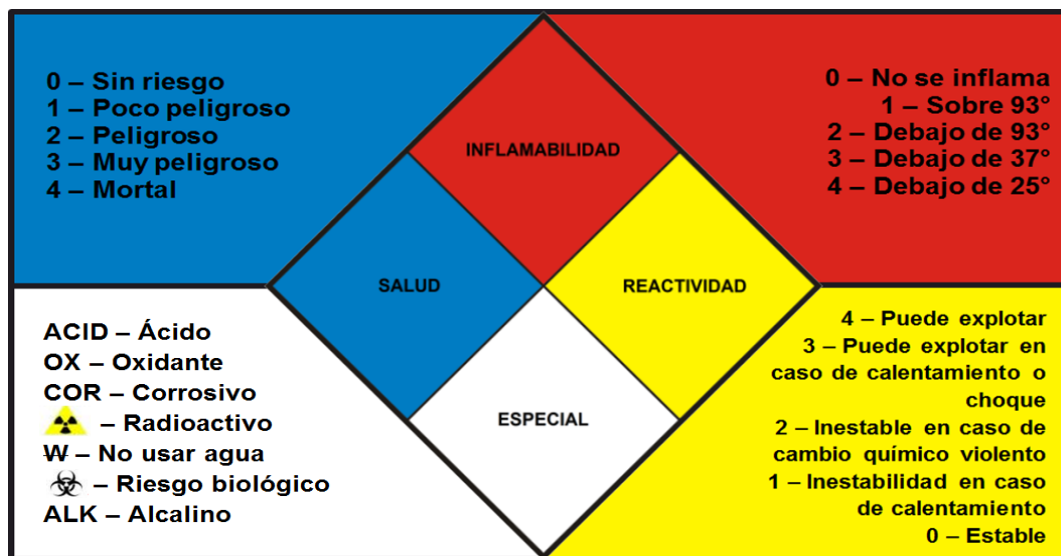 0 – Sin riesgo
1 – Poco peligroso
2 – Peligroso
3 – Muy peligroso
4 – Mortal
0 – No se inflama
1 – Sobre 93°
2 – Debajo de 93°
3 – Debajo de 37°
4 – Debajo de 25°
INFLAMABILIDAD
SALUD
REACTIVIDAD
ESPECIAL
ACID – Ácido
OX – Oxidante
COR – Corrosivo
– Radioactivo
W – No usar agua
– Riesgo biológico
ALK – Alcalino
4 – Puede explotar
3 – Puede explotar en
caso de calentamiento o
choque
2 – Inestable en caso de
cambio químico violento
1 – Inestabilidad en caso
de calentamiento
0 – Estable